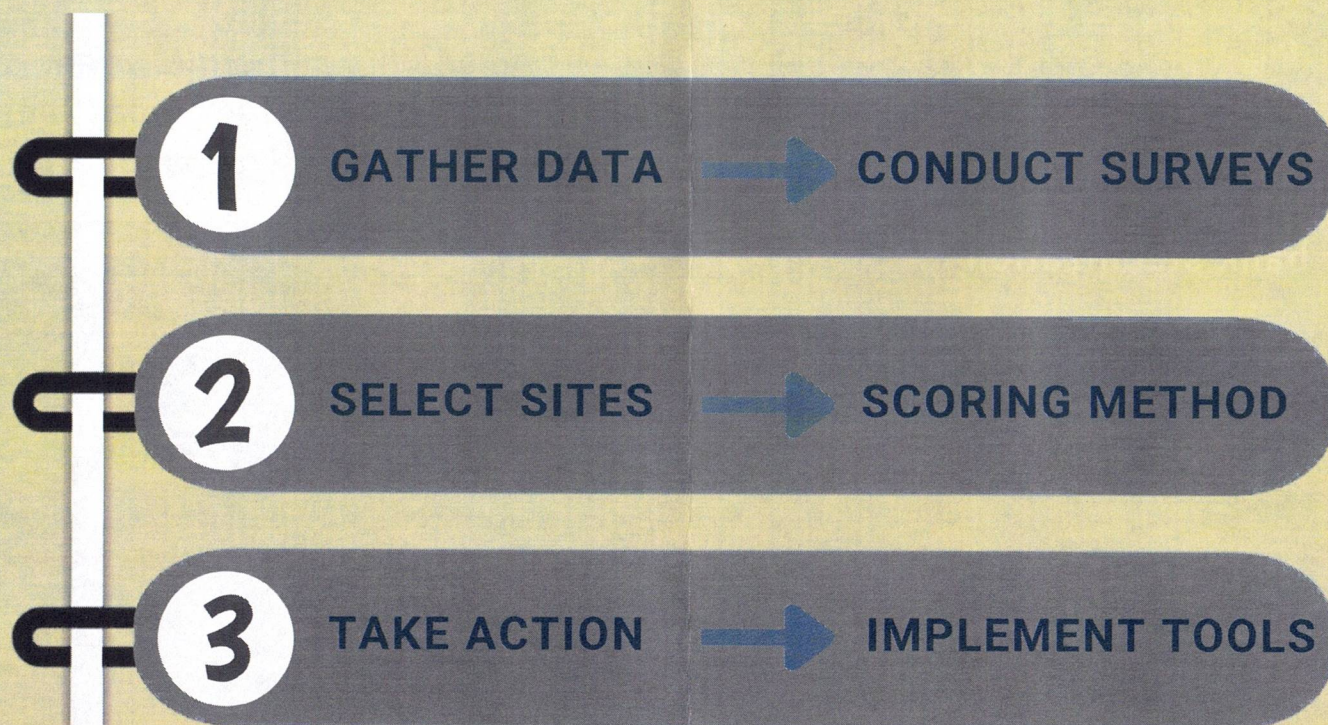 1 GATHER DATA → CONDUCT SURVEYS
2 SELECT SITES → SCORING METHOD
3 TAKE ACTION → IMPLEMENT TOOLS